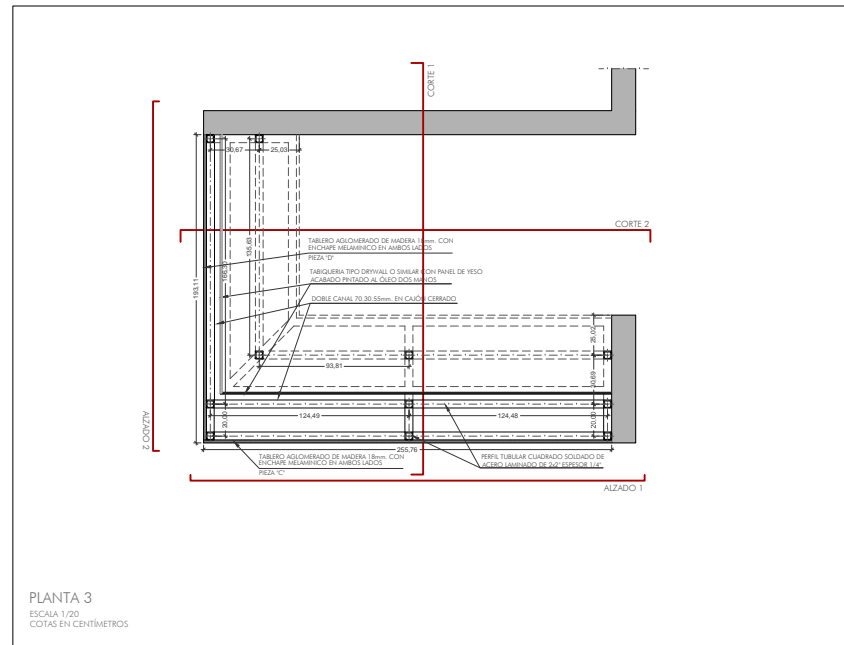 CORTE 1
30,67
25,03
CORTE 2
135,63
166,30
193,11
TABLERO AGLOMERADO DE MADERA 18mm. CON
ENCHAPE MELAMINICO EN AMBOS LADOS
PIEZA "D"
TABIQUERIA TIPO DRYWALL O SIMILAR CON PANEL DE YESO
ACABADO PINTADO AL ÓLEO DOS MANOS
DOBLE CANAL 70.30.55mm. EN CAJÓN CERRADO
25,02
93,81
30,69
ALZADO 2
20,00
124,49
124,48
20,00
255,76
TABLERO AGLOMERADO DE MADERA 18mm. CON
ENCHAPE MELAMINICO EN AMBOS LADOS
PIEZA "C"
PERFIL TUBULAR CUADRADO SOLDADO DE
ACERO LAMINADO DE 2x2" ESPESOR 1/4"
ALZADO 1
PLANTA 3
ESCALA 1/20
COTAS EN CENTÍMETROS